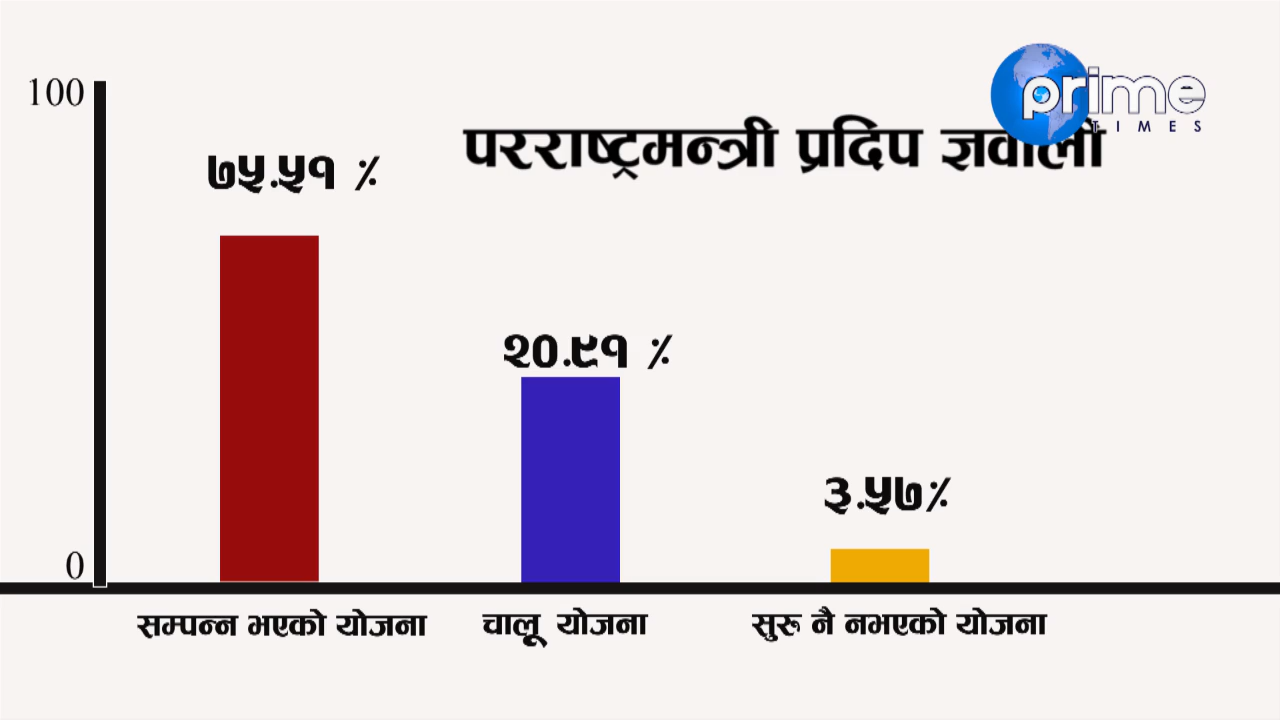 100
prime
TIMES
परराष्ट्रमन्त्री प्रदिप ज्ञवाली
७५.५१ %
२०.९१ %
३.५७%
0
सम्पन्न भएको योजना
चालू योजना
सुरु नै नभएको योजना